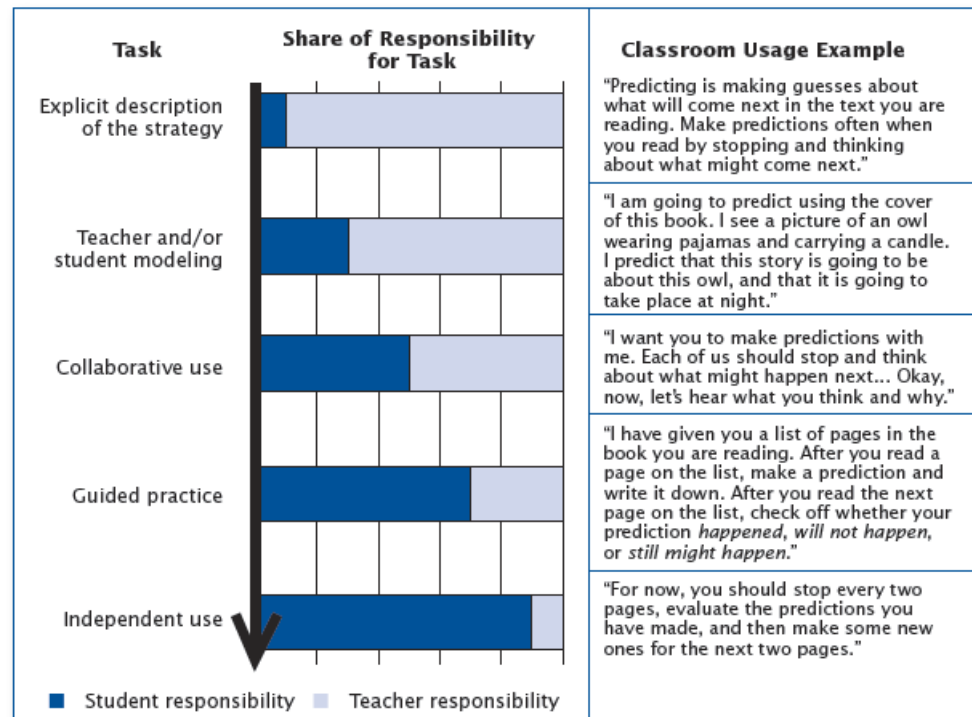 Task
Share of Responsibility
for Task
Classroom Usage Example
Explicit description
of the strategy
“Predicting is making guesses about
what will come next in the text you are
reading. Make predictions often when
you read by stopping and thinking
about what might come next.”
Teacher and/or
student modeling
“I am going to predict using the cover
of this book. I see a picture of an owl
wearing pajamas and carrying a candle.
I predict that this story is going to be
about this owl, and that it is going to
take place at night.”
Collaborative use
“I want you to make predictions with
me. Each of us should stop and think
about what might happen next... Okay,
now, let’s hear what you think and why.”
Guided practice
“I have given you a list of pages in the
book you are reading. After you read a
page on the list, make a prediction and
write it down. After you read the next
page on the list, check off whether your
prediction happened, will not happen,
or still might happen.”
Independent use
“For now, you should stop every two
pages, evaluate the predictions you
have made, and then make some new
ones for the next two pages.”
Student responsibility
Teacher responsibility